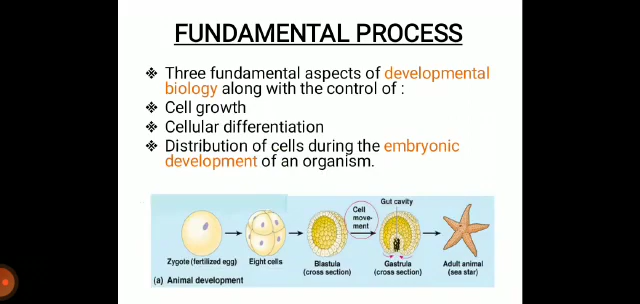 FUNDAMENTAL PROCESS
❖ Three fundamental aspects of developmental
biology along with the control of :
❖ Cell growth
❖ Cellular differentiation
❖ Distribution of cells during the embryonic
development of an organism.
Gut cavity
Cell
move-
ment
Zygote (fertilized egg)
Eight cells
Blastula
(cross section)
Gastrula
(cross section)
Adult animal
(sea star)
(a) Animal development